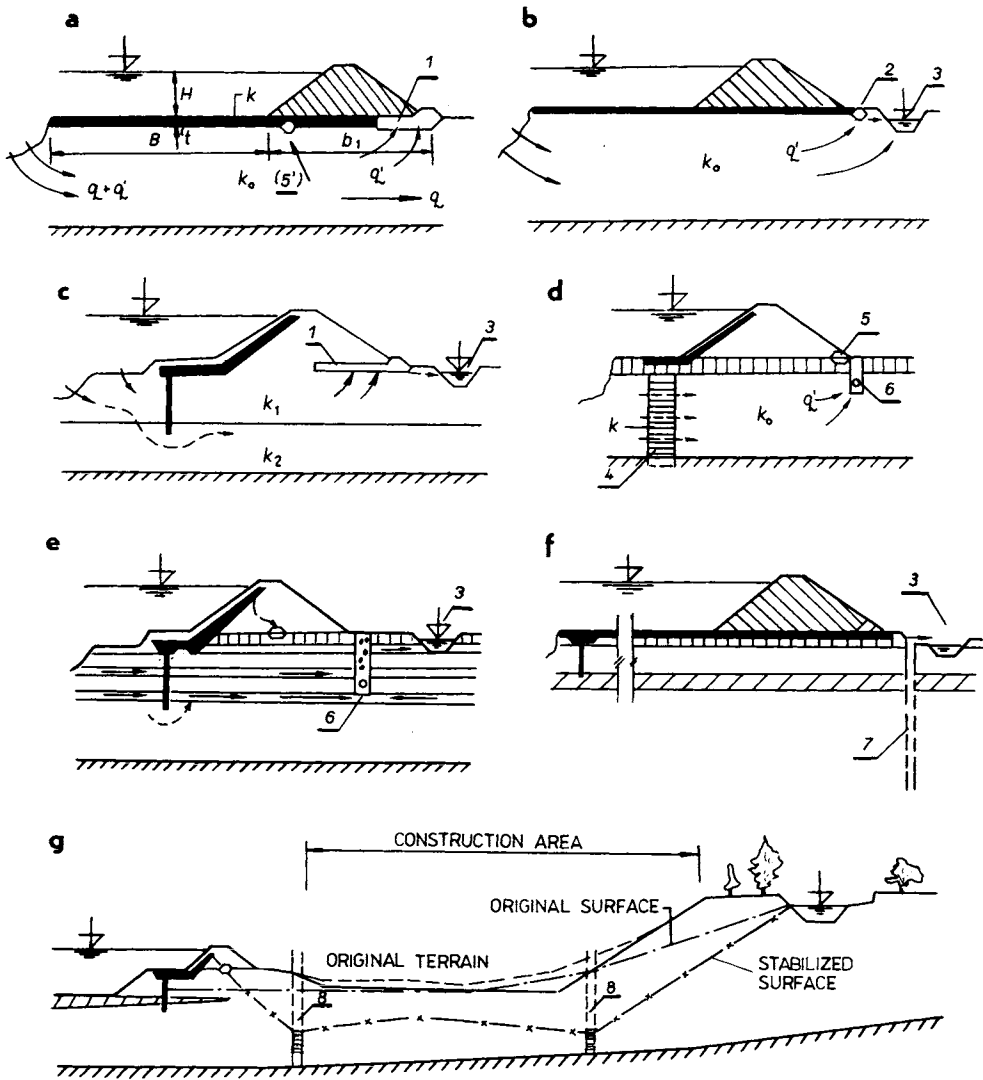 a
H
k
1
t
B
b₁
k₀
(5')
q'
q + q'
q
b
2
3
k₀
q'
c
1
3
k₁
k₂
d
5
q'
6
k
k₀
4
e
3
6
f
3
7
g
CONSTRUCTION AREA
ORIGINAL SURFACE
ORIGINAL TERRAIN
STABILIZED
SURFACE
8
8